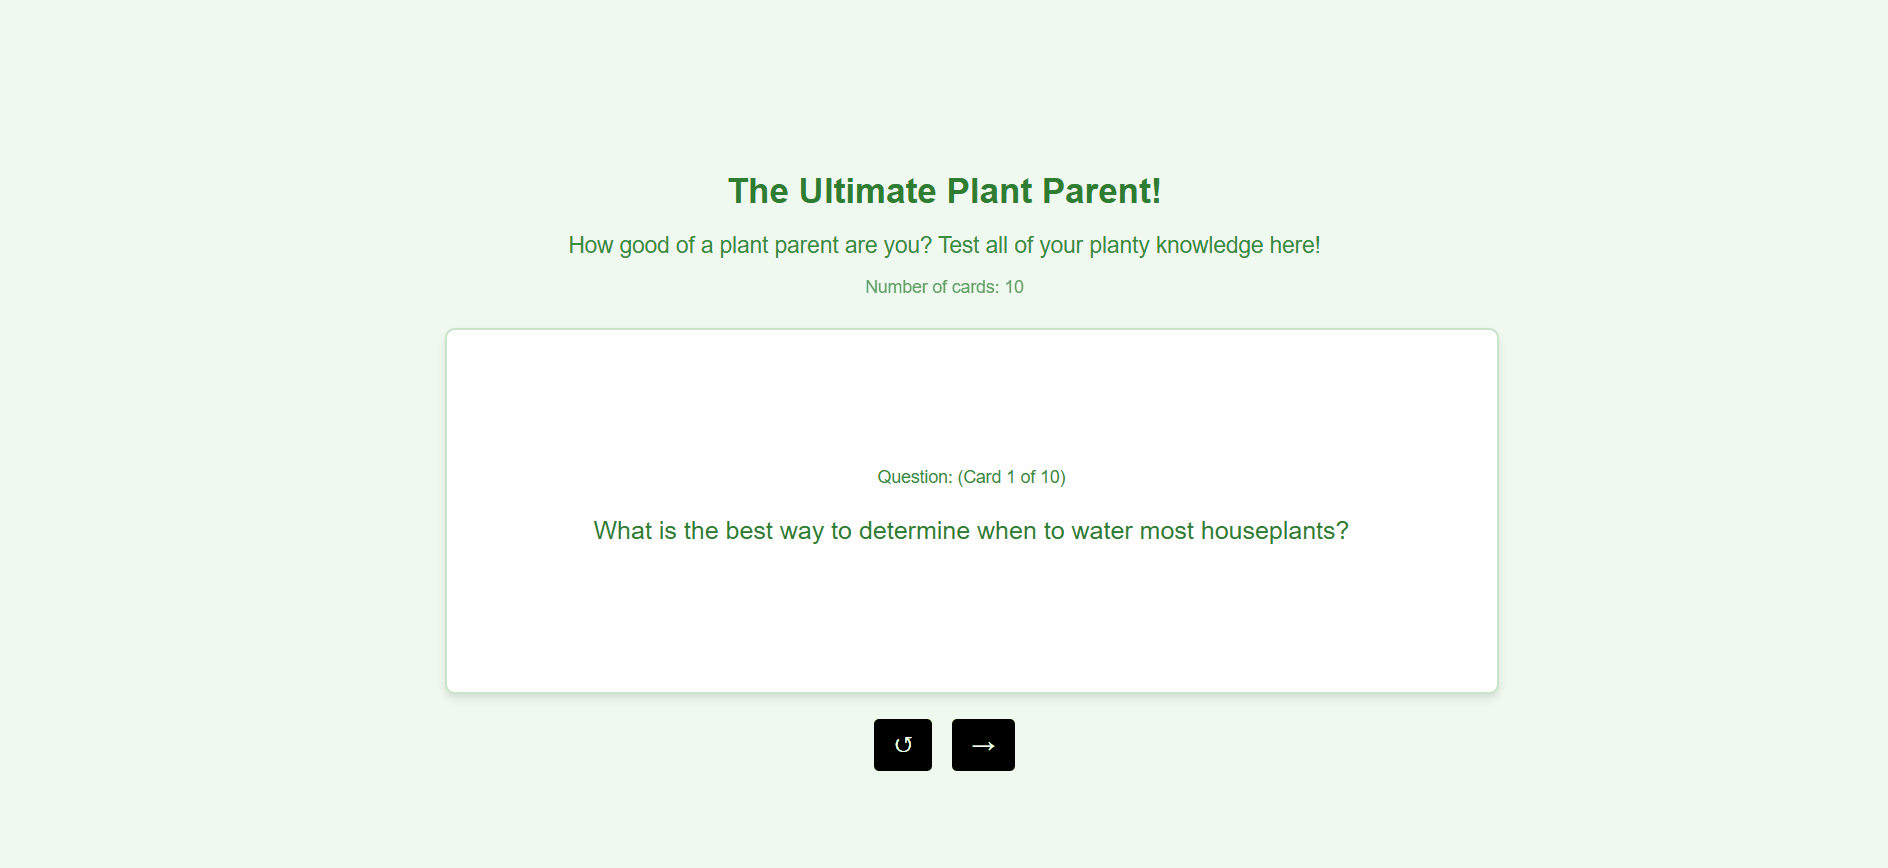 The Ultimate Plant Parent!
How good of a plant parent are you? Test all of your planty knowledge here!
Number of cards: 10
Question: (Card 1 of 10)
What is the best way to determine when to water most houseplants?
↺ →